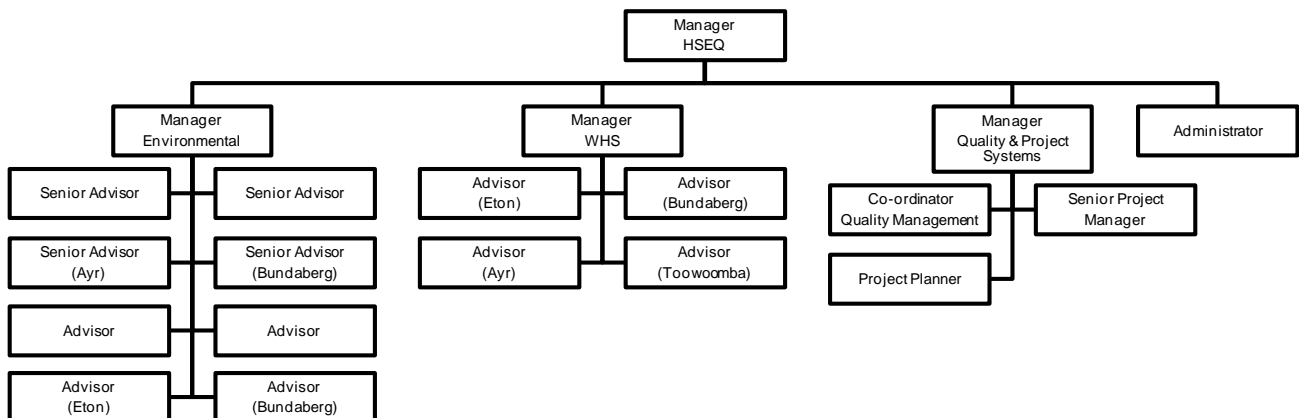 Manager
HSEQ
Manager
Environmental
Manager
WHS
Manager
Quality & Project
Systems
Administrator
Senior Advisor
Senior Advisor
Senior Advisor
(Ayr)
Senior Advisor
(Bundaberg)
Advisor
Advisor
Advisor
(Eton)
Advisor
(Bundaberg)
Advisor
(Eton)
Advisor
(Bundaberg)
Advisor
(Ayr)
Advisor
(Toowoomba)
Co-ordinator
Quality Management
Senior Project
Manager
Project Planner